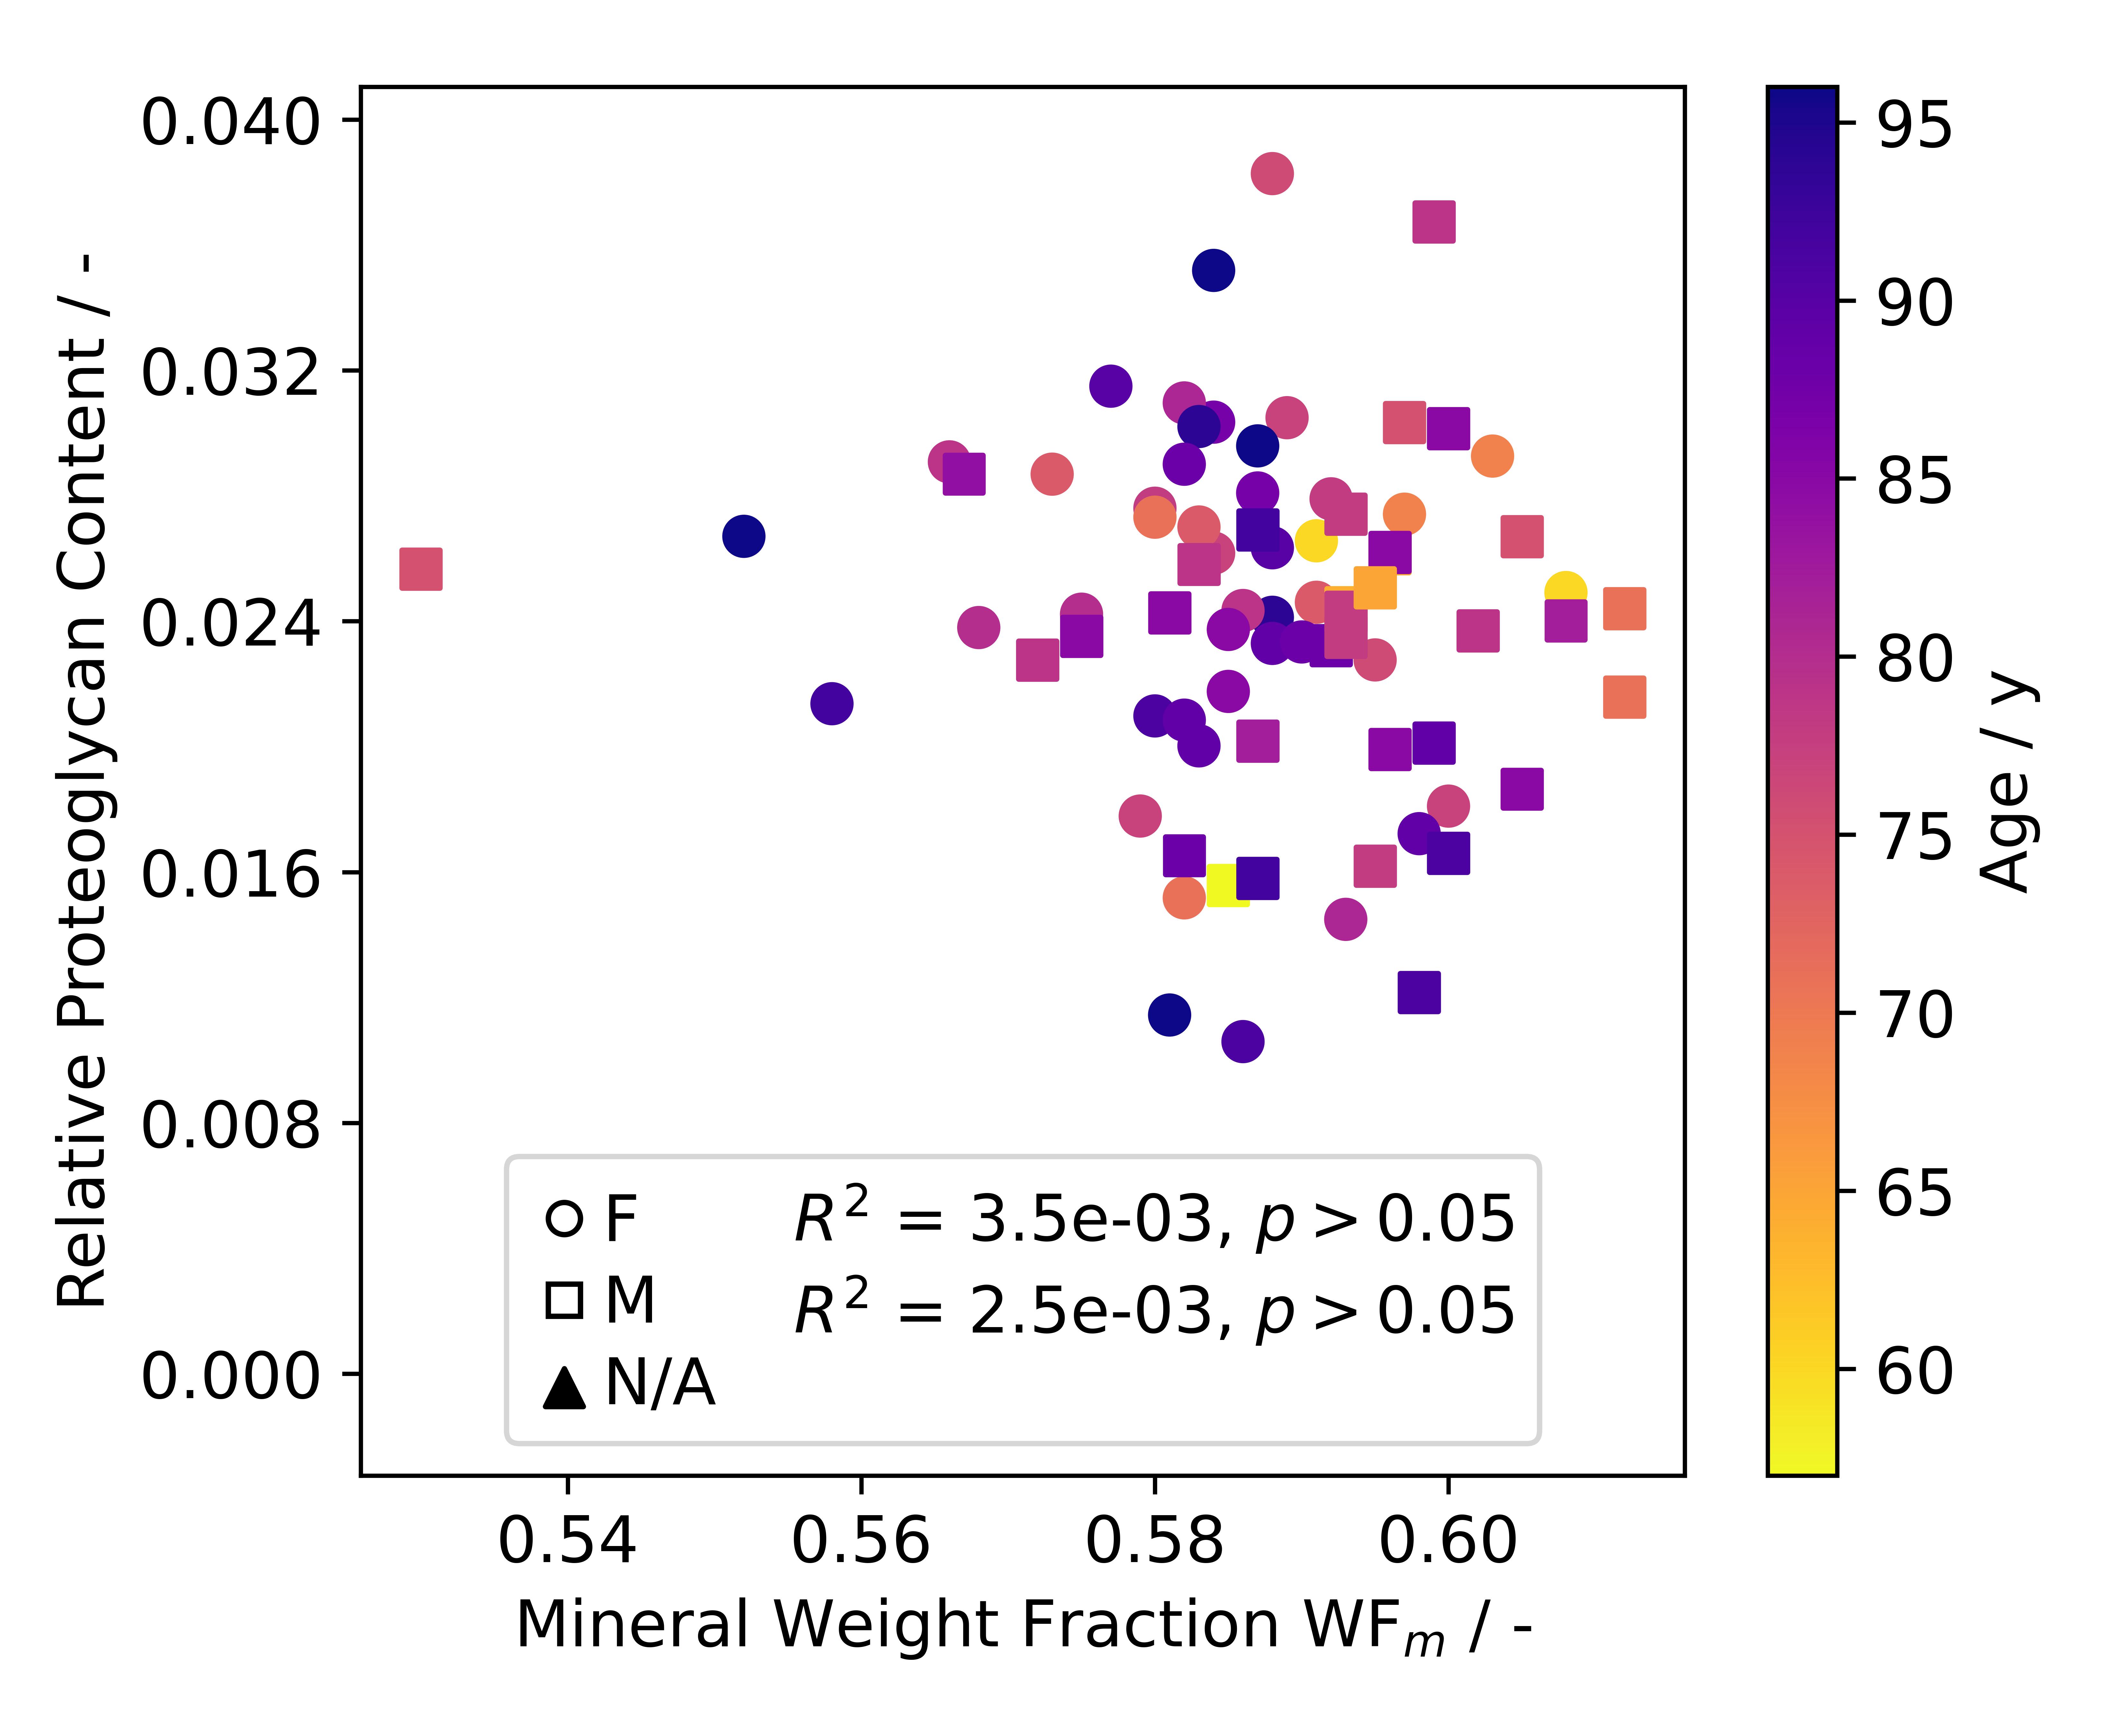 Relative Proteoglycan Content / -
0.040
0.032
0.024
0.016
0.008
0.000
F R² = 3.5e-03, p > 0.05
M R² = 2.5e-03, p > 0.05
N/A
0.54 0.56 0.58 0.60
Mineral Weight Fraction WFₘ / -
95
90
85
80
75
70
65
60
Age / y